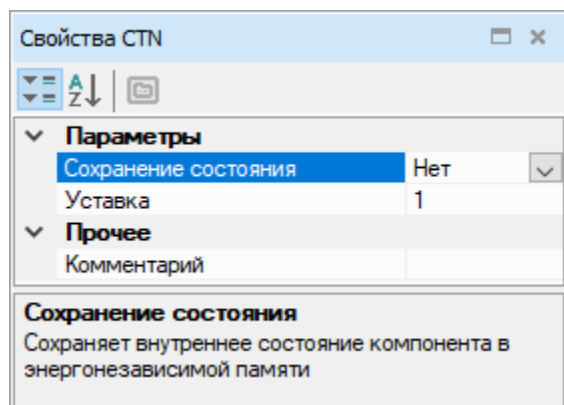 Свойства CTN
A
Z
Параметры
Сохранение состояния Нет
Уставка 1
Прочее
Комментарий
Сохранение состояния
Сохраняет внутреннее состояние компонента в
энергонезависимой памяти